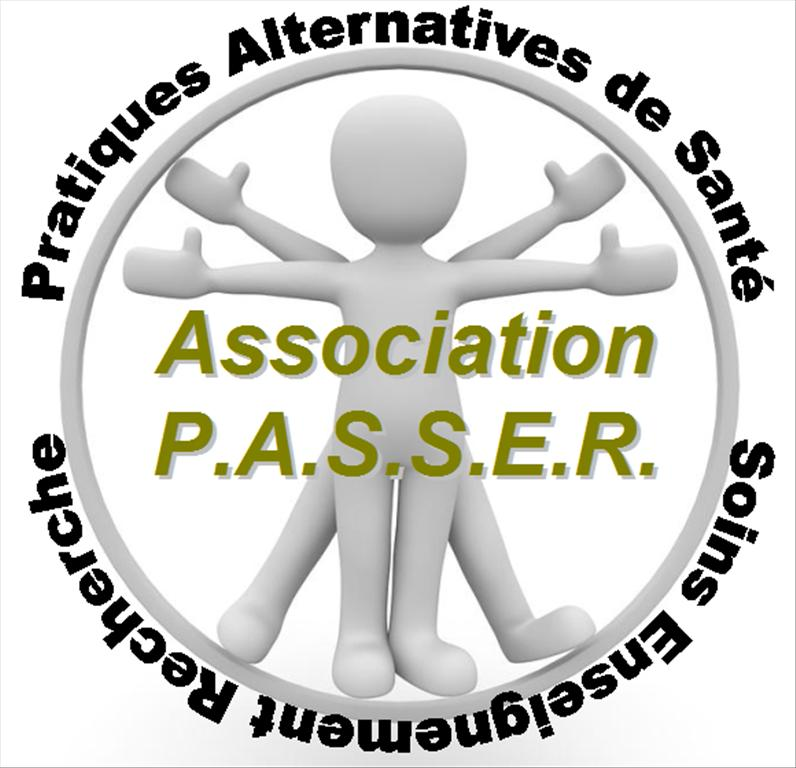 Pratiques Alternatives de Santé
Association
P.A.S.S.E.R.
Soins Enseignement Recherche